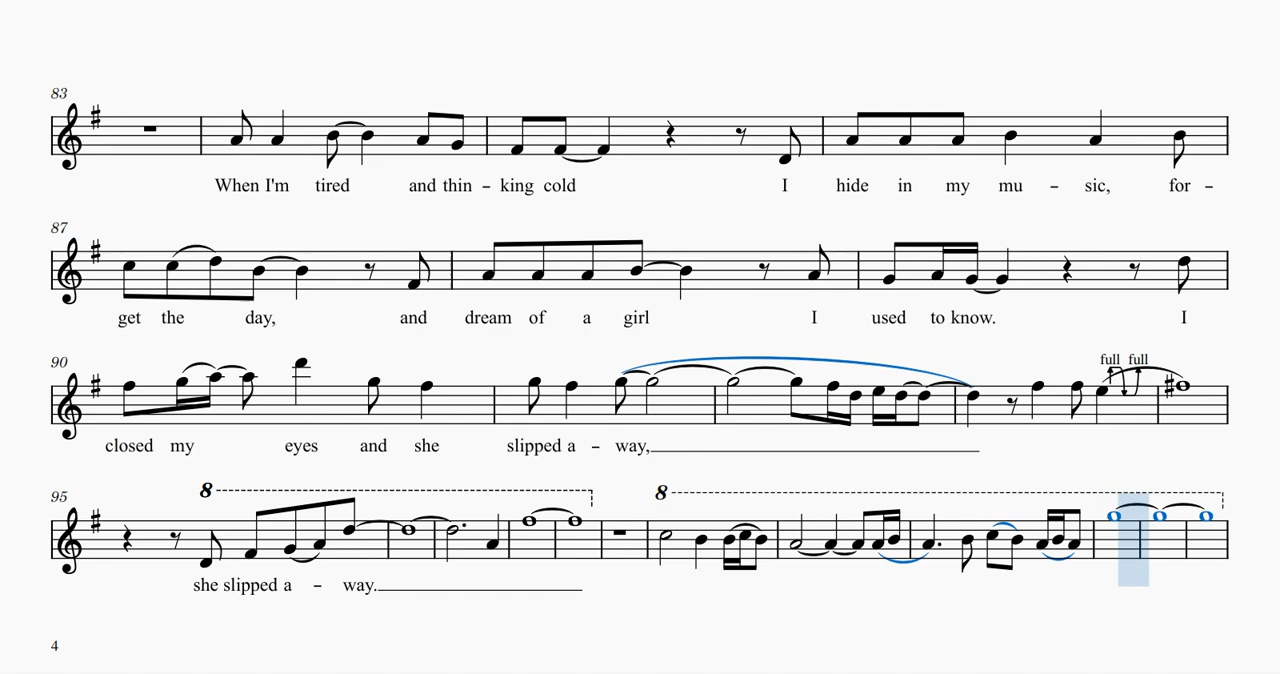 83
When I'm tired and thin – king cold I hide in my mu – sic, for –
87
get the day, and dream of a girl I used to know. I
90
full full
closed my eyes and she slipped a – way,
95
8 8
she slipped a – way.
4